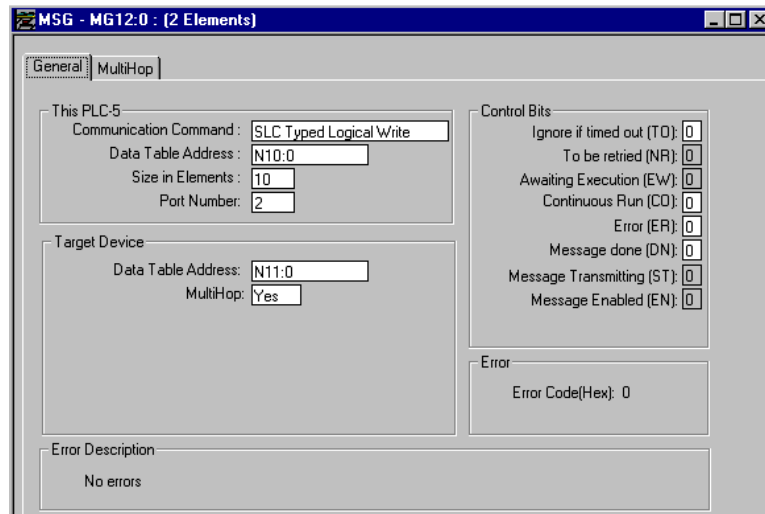 MSG - MG12:0 : (2 Elements)
General MultiHop
This PLC-5
Communication Command : SLC Typed Logical Write
Data Table Address : N10:0
Size in Elements : 10
Port Number: 2
Target Device
Data Table Address: N11:0
MultiHop: Yes
Control Bits
Ignore if timed out (TO): 0
To be retried (NR): 0
Awaiting Execution (EW): 0
Continuous Run (CO): 0
Error (ER): 0
Message done (DN): 0
Message Transmitting (ST): 0
Message Enabled (EN): 0
Error
Error Code(Hex): 0
Error Description
No errors